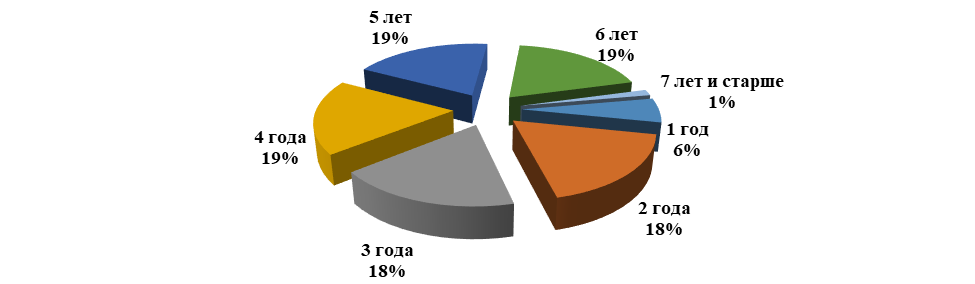 5 лет
19%
6 лет
19%
7 лет и старше
1%
4 года
19%
1 год
6%
2 года
18%
3 года
18%